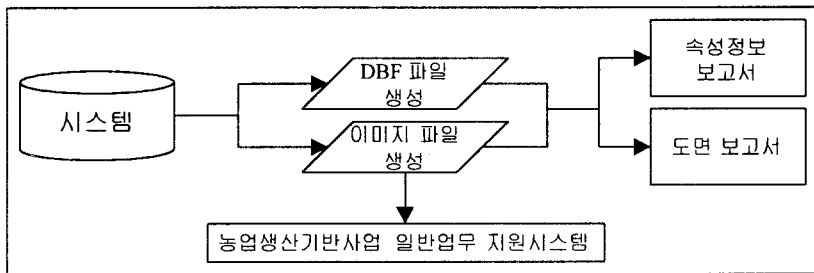 시스템
DBF 파일
생성
이미지 파일
생성
속성정보
보고서
도면 보고서
농업생산기반사업 일반업무 지원시스템